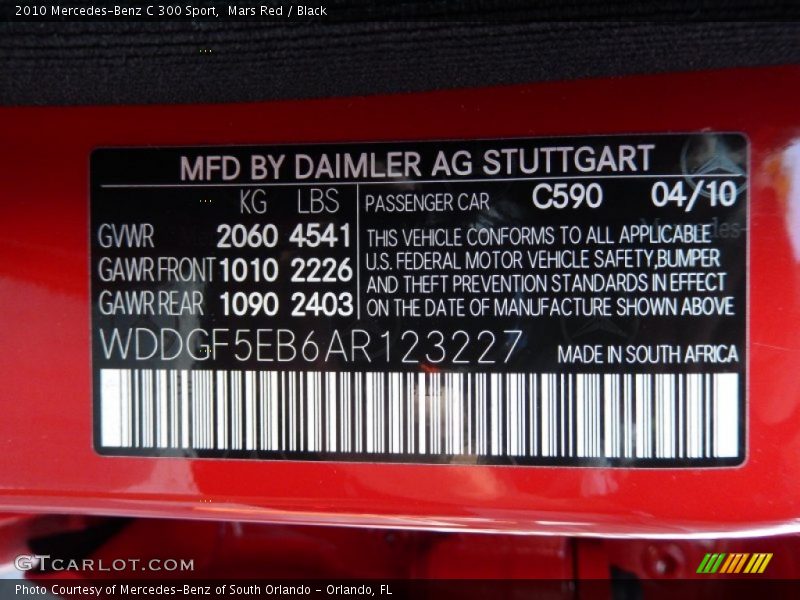 2010 Mercedes-Benz C 300 Sport,  Mars Red / Black
MFD BY DAIMLER AG STUTTGART
KG LBS
GVWR 2060 4541
GAWR FRONT 1010 2226
GAWR REAR 1090 2403
PASSENGER CAR C590 04/10
THIS VEHICLE CONFORMS TO ALL APPLICABLE
U.S. FEDERAL MOTOR VEHICLE SAFETY,BUMPER
AND THEFT PREVENTION STANDARDS IN EFFECT
ON THE DATE OF MANUFACTURE SHOWN ABOVE
WDDGF5EB6AR123227
MADE IN SOUTH AFRICA
GTCARLOT.COM
Photo Courtesy of Mercedes-Benz of South Orlando - Orlando, FL